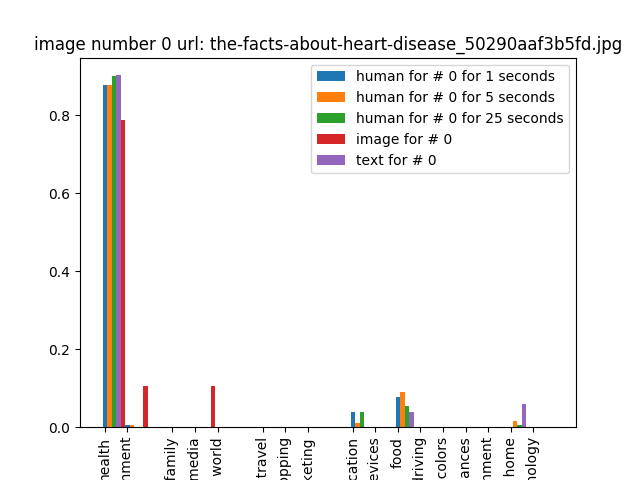 image number 0 url: the-facts-about-heart-disease_50290aaf3b5fd.jpg
human for # 0 for 1 seconds
human for # 0 for 5 seconds
human for # 0 for 25 seconds
image for # 0
text for # 0
0.8
0.6
0.4
0.2
0.0
family
media
world
travel
food
driving
colors
home